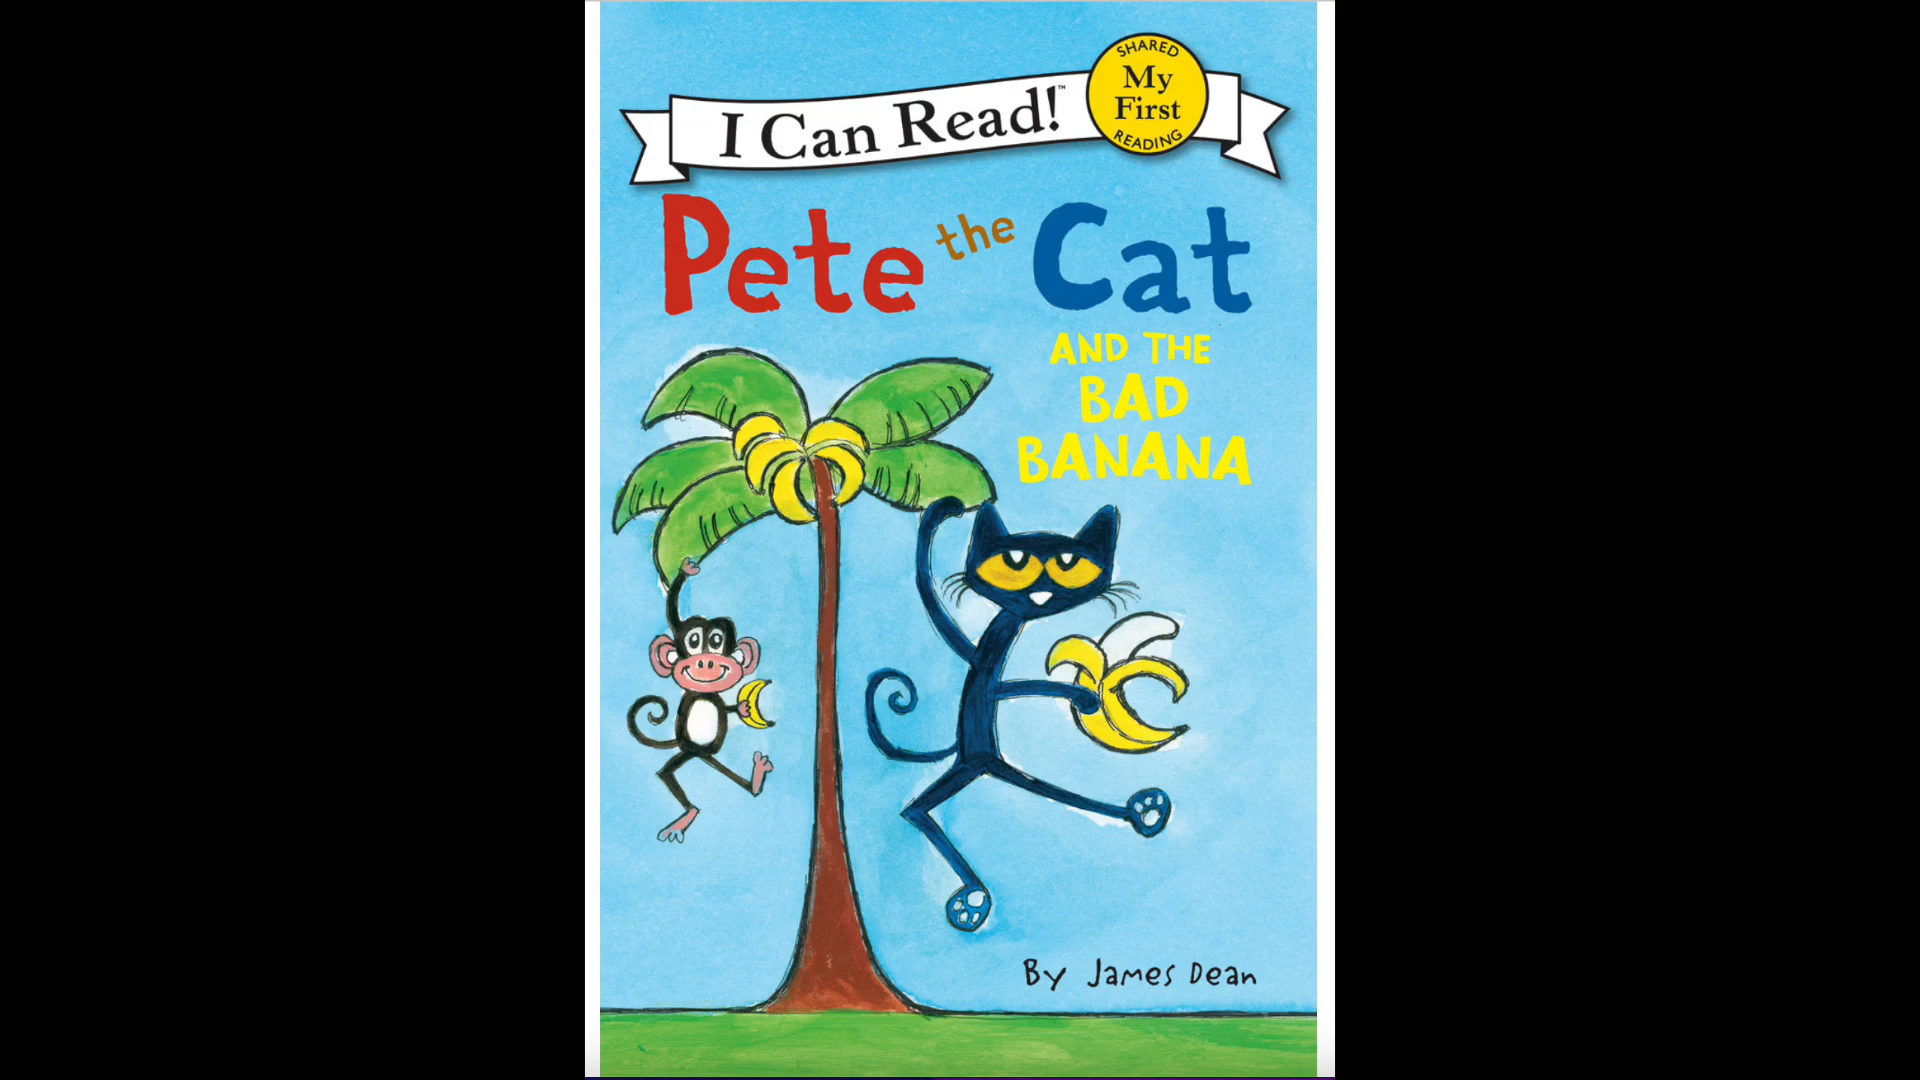 I Can Read!™
SHARED
My
First
READING
Pete the Cat
AND THE
BAD
BANANA
By James Dean